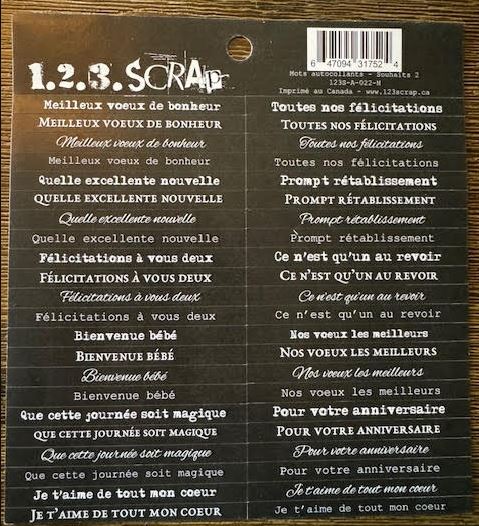 1.2.3.SCRAP
6 47094 31752 4
Mots autocollants - Souhaits 2
123S-A-022-N
Imprimé au Canada - www.123scrap.ca
Meilleux voeux de bonheur
MEILLEUX VOEUX DE BONHEUR
Meilleux voeux de bonheur
Meilleux voeux de bonheur
Quelle excellente nouvelle
QUELLE EXCELLENTE NOUVELLE
Quelle excellente nouvelle
Quelle excellente nouvelle
Félicitations à vous deux
FÉLICITATIONS À VOUS DEUX
Félicitations à vous deux
Félicitations à vous deux
Bienvenue bébé
BIENVENUE BÉBÉ
Bienvenue bébé
Bienvenue bébé
Que cette journée soit magique
QUE CETTE JOURNÉE SOIT MAGIQUE
Que cette journée soit magique
Que cette journée soit magique
Je t'aime de tout mon coeur
JE T'AIME DE TOUT MON COEUR
Toutes nos félicitations
TOUTES NOS FÉLICITATIONS
Toutes nos félicitations
Toutes nos félicitations
Prompt rétablissement
PROMPT RÉTABLISSEMENT
Prompt rétablissement
Prompt rétablissement
Ce n'est qu'un au revoir
CE N'EST QU'UN AU REVOIR
Ce n'est qu'un au revoir
Ce n'est qu'un au revoir
Nos voeux les meilleurs
NOS VOEUX LES MEILLEURS
Nos voeux les meilleurs
Nos voeux les meilleurs
Pour votre anniversaire
POUR VOTRE ANNIVERSAIRE
Pour votre anniversaire
Pour votre anniversaire
Je t'aime de tout mon coeur
Je t'aime de tout mon coeur